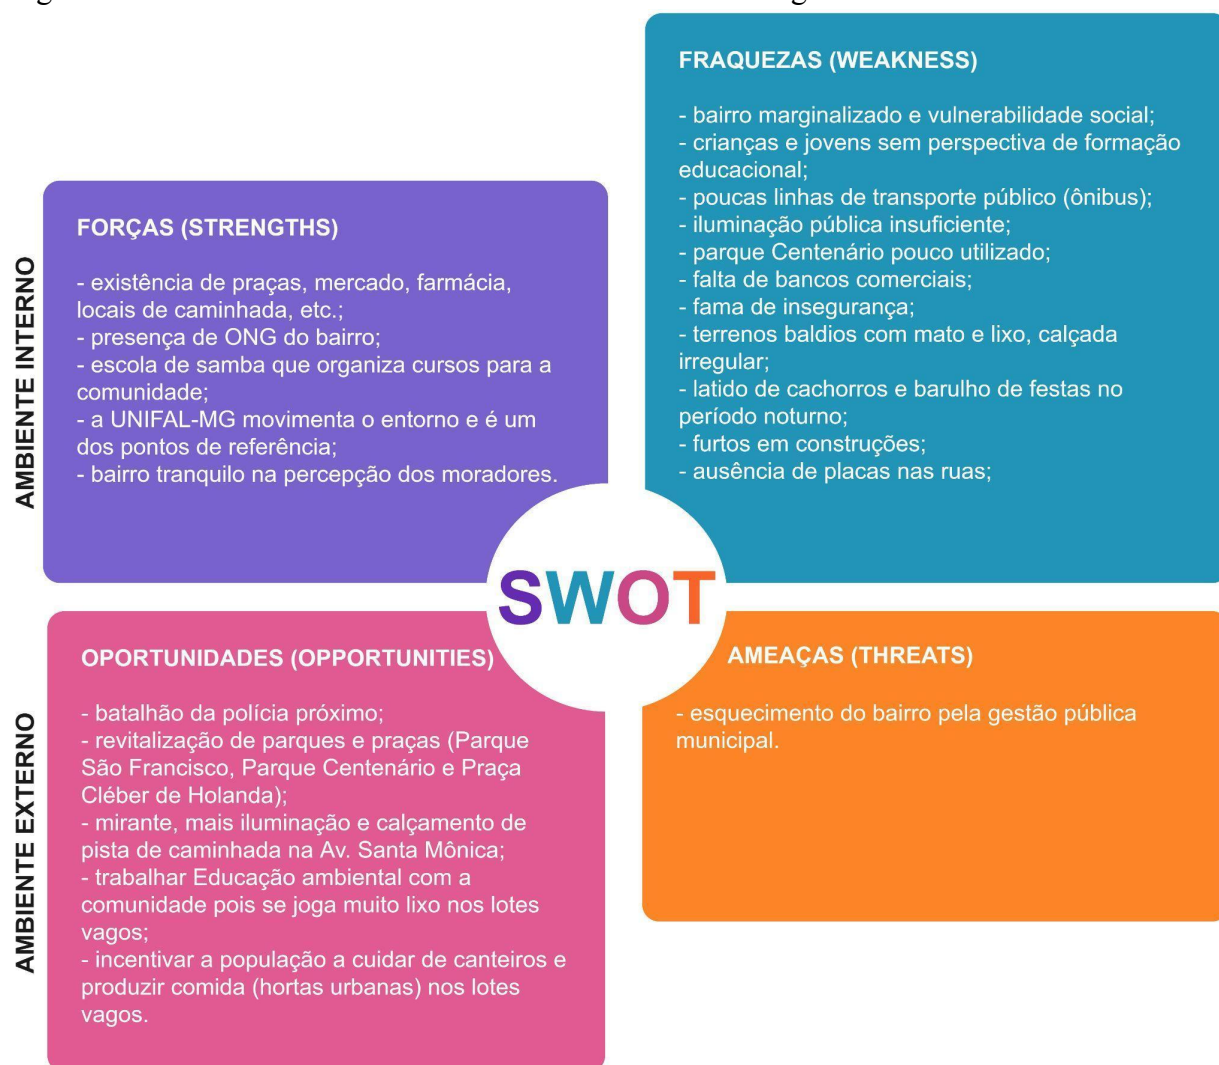 AMBIENTE INTERNO
FORÇAS (STRENGTHS)
- existência de praças, mercado, farmácia,
locais de caminhada, etc.;
- presença de ONG do bairro;
- escola de samba que organiza cursos para a
comunidade;
- a UNIFAL-MG movimenta o entorno e é um
dos pontos de referência;
- bairro tranquilo na percepção dos moradores.
FRAQUEZAS (WEAKNESS)
- bairro marginalizado e vulnerabilidade social;
- crianças e jovens sem perspectiva de formação
educacional;
- poucas linhas de transporte público (ônibus);
- iluminação pública insuficiente;
- parque Centenário pouco utilizado;
- falta de bancos comerciais;
- fama de insegurança;
- terrenos baldios com mato e lixo, calçada
irregular;
- latido de cachorros e barulho de festas no
período noturno;
- furtos em construções;
- ausência de placas nas ruas;
SWOT
AMBIENTE EXTERNO
OPORTUNIDADES (OPPORTUNITIES)
- batalhão da polícia próximo;
- revitalização de parques e praças (Parque
São Francisco, Parque Centenário e Praça
Cléber de Holanda);
- mirante, mais iluminação e calçamento de
pista de caminhada na Av. Santa Mônica;
- trabalhar Educação ambiental com a
comunidade pois se joga muito lixo nos lotes
vagos;
- incentivar a população a cuidar de canteiros e
produzir comida (hortas urbanas) nos lotes
vagos.
AMEAÇAS (THREATS)
- esquecimento do bairro pela gestão pública
municipal.